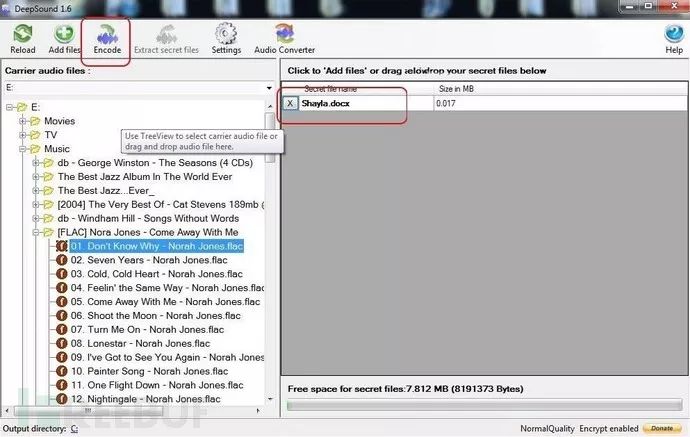 DeepSound 1.6
Reload
Add files
Encode
Extract secret files
Settings
Audio Converter
Help
Carrier audio files :
E:
E:
Movies
TV
Music
Use TreeView to select carrier audio file or
drag and drop audio file here.
db - George Winston - The Seasons (4 CDs)
The Best Jazz Album In The World Ever
The Best Jazz...Ever_
[2004] The Very Best Of - Cat Stevens 189mb
db - Windham Hill - Songs Without Words
[FLAC] Nora Jones - Come Away With Me
01. Don't Know Why - Norah Jones.flac
02. Seven Years - Norah Jones.flac
03. Cold, Cold Heart - Norah Jones.flac
04. Feelin' the Same Way - Norah Jones.flac
05. Come Away With Me - Norah Jones.flac
06. Shoot the Moon - Norah Jones.flac
07. Turn Me On - Norah Jones.flac
08. Lonestar - Norah Jones.flac
09. I've Got to See You Again - Norah Jones.flac
10. Painter Song - Norah Jones.flac
11. One Flight Down - Norah Jones.flac
12. Nightingale - Norah Jones.flac
Click to 'Add files' or drag &drop your secret files below
Secret file name Size in MB
X Shayla.docx 0.017
Free space for secret files:7.812 MB (8191373 Bytes)
Output directory: C:
NormalQuality Encrypt enabled Donate
REEBUF